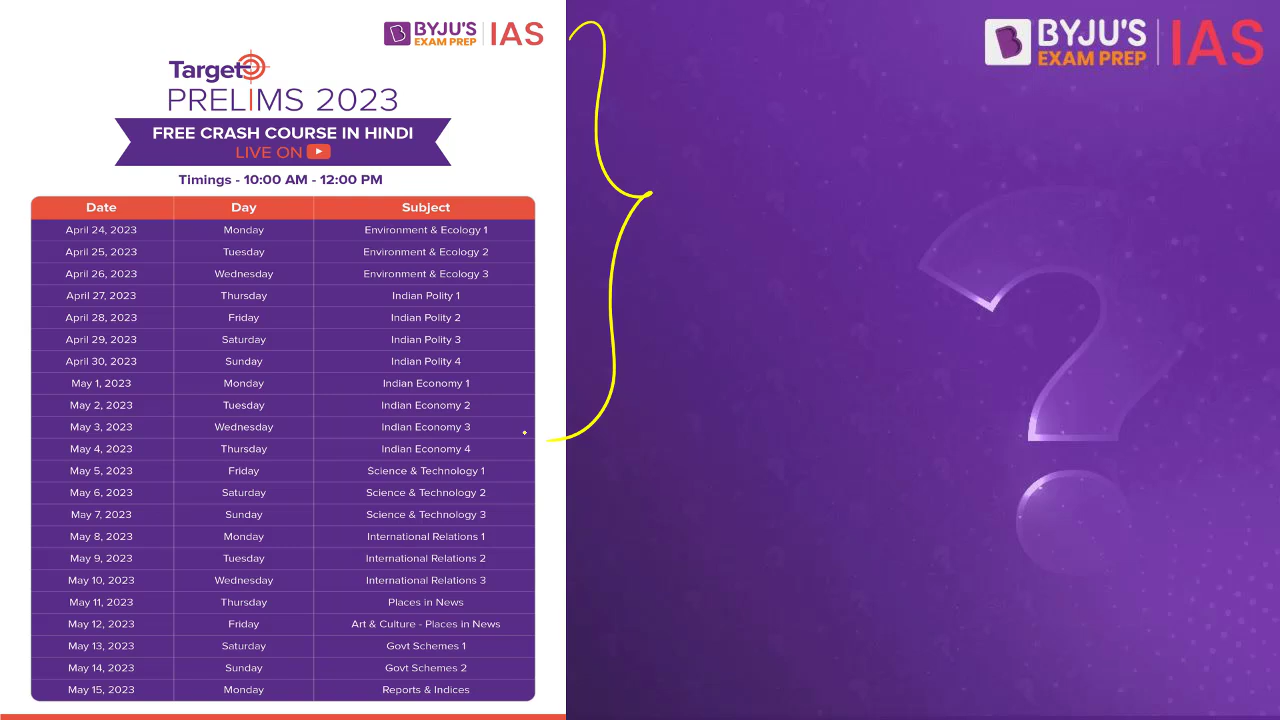 BYJU'S
EXAM PREP
IAS
Target
PRELIMS 2023
FREE CRASH COURSE IN HINDI
LIVE ON
Timings - 10:00 AM - 12:00 PM
Date Day Subject
April 24, 2023 Monday Environment & Ecology 1
April 25, 2023 Tuesday Environment & Ecology 2
April 26, 2023 Wednesday Environment & Ecology 3
April 27, 2023 Thursday Indian Polity 1
April 28, 2023 Friday Indian Polity 2
April 29, 2023 Saturday Indian Polity 3
April 30, 2023 Sunday Indian Polity 4
May 1, 2023 Monday Indian Economy 1
May 2, 2023 Tuesday Indian Economy 2
May 3, 2023 Wednesday Indian Economy 3
May 4, 2023 Thursday Indian Economy 4
May 5, 2023 Friday Science & Technology 1
May 6, 2023 Saturday Science & Technology 2
May 7, 2023 Sunday Science & Technology 3
May 8, 2023 Monday International Relations 1
May 9, 2023 Tuesday International Relations 2
May 10, 2023 Wednesday International Relations 3
May 11, 2023 Thursday Places in News
May 12, 2023 Friday Art & Culture - Places in News
May 13, 2023 Saturday Govt Schemes 1
May 14, 2023 Sunday Govt Schemes 2
May 15, 2023 Monday Reports & Indices
BYJU'S
EXAM PREP
IAS
?